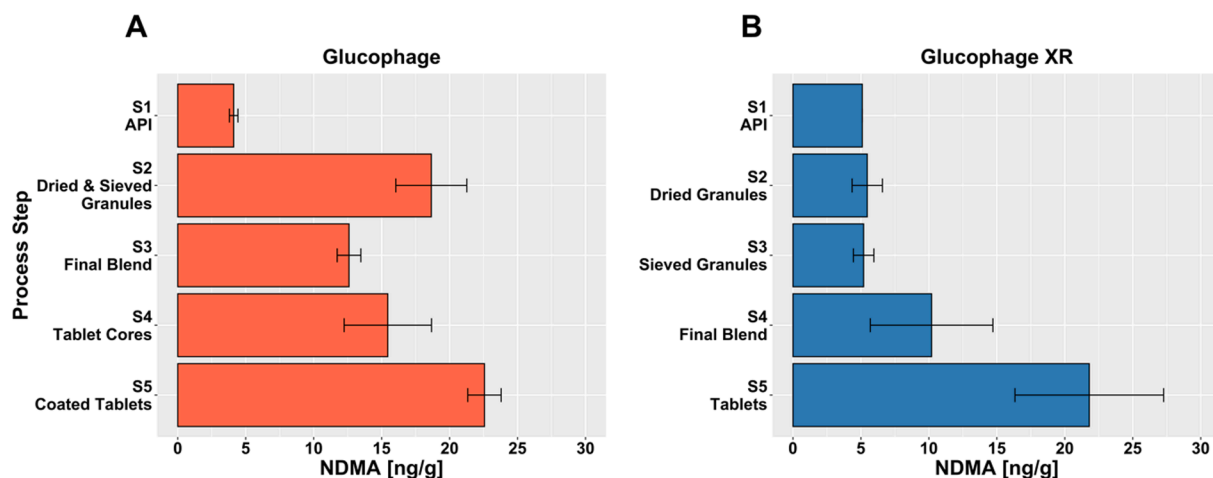 A
Glucophage
Process Step
S1
API
S2
Dried & Sieved
Granules
S3
Final Blend
S4
Tablet Cores
S5
Coated Tablets
0 5 10 15 20 25 30
NDMA [ng/g]
B
Glucophage XR
S1
API
S2
Dried Granules
S3
Sieved Granules
S4
Final Blend
S5
Tablets
0 5 10 15 20 25 30
NDMA [ng/g]